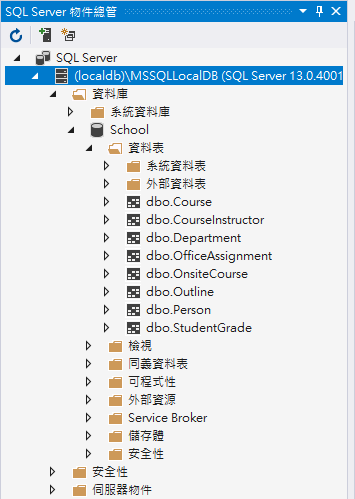 SQL Server 物件總管
SQL Server
(localdb)\MSSQLLocalDB (SQL Server 13.0.4001
資料庫
系統資料庫
School
資料表
系統資料表
外部資料表
dbo.Course
dbo.CourseInstructor
dbo.Department
dbo.OfficeAssignment
dbo.OnsiteCourse
dbo.Outline
dbo.Person
dbo.StudentGrade
檢視
同義資料表
可程式性
外部資源
Service Broker
儲存體
安全性
安全性
伺服器物件